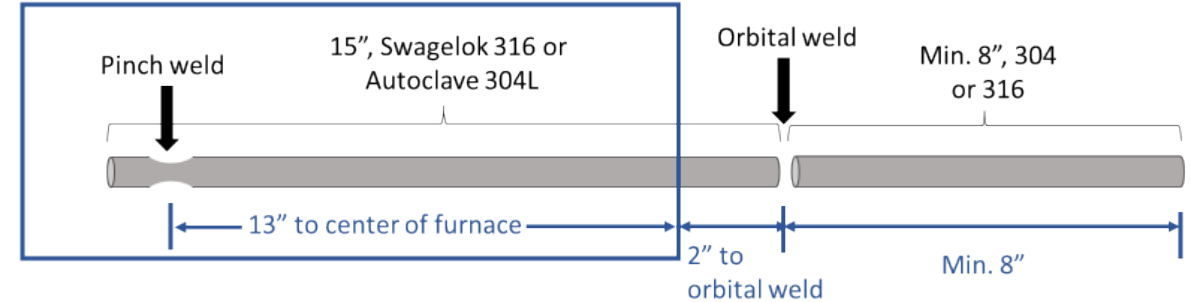 Pinch weld
15”, Swagelok 316 or
Autoclave 304L
Orbital weld
Min. 8”, 304
or 316
13” to center of furnace
2” to
orbital weld
Min. 8”